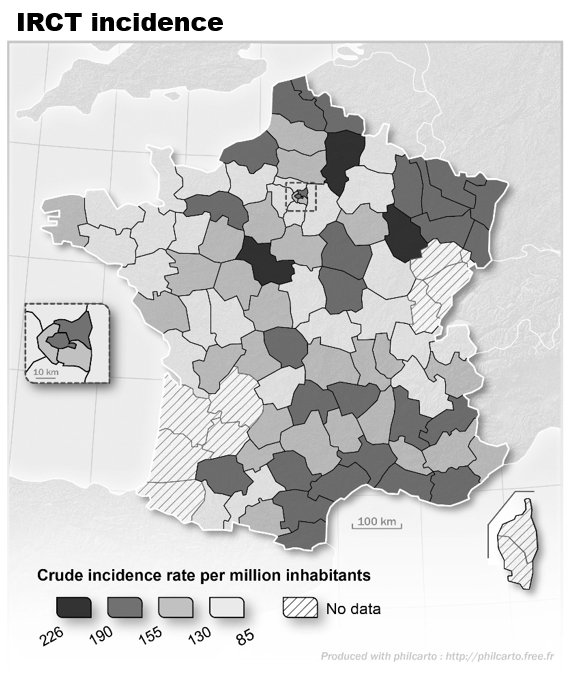 IRCT incidence
10 km
100 km
Crude incidence rate per million inhabitants
226 190 155 130 85
No data
Produced with philcarto : http://philcarto.free.fr